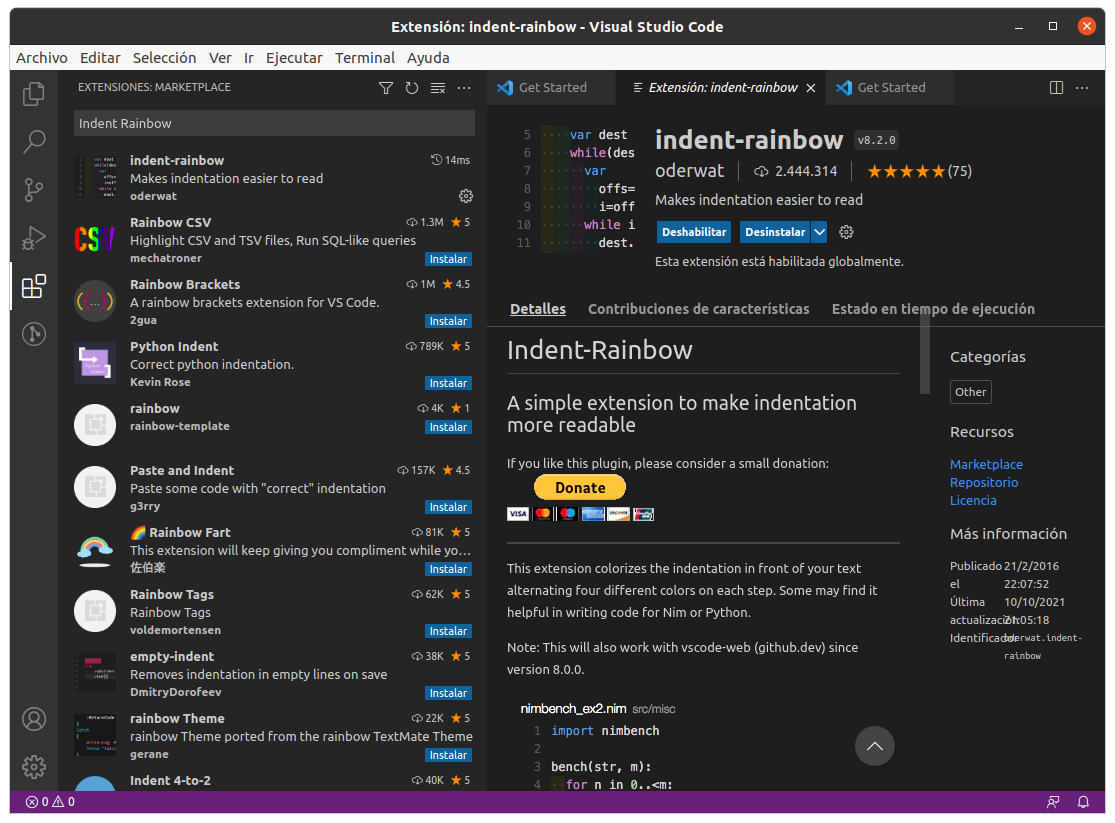 Extensión: indent-rainbow - Visual Studio Code
Archivo Editar Selección Ver Ir Ejecutar Terminal Ayuda
EXTENSIONES: MARKETPLACE
Indent Rainbow
indent-rainbow 14ms
Makes indentation easier to read
oderwat
Rainbow CSV 1.3M 5
Highlight CSV and TSV files, Run SQL-like queries
mechatroner Instalar
CSV
Rainbow Brackets 1M 4.5
A rainbow brackets extension for VS Code.
2gua Instalar
Python Indent 789K 5
Correct python indentation.
Kevin Rose Instalar
rainbow 4K 1
rainbow-template Instalar
Paste and Indent 157K 4.5
Paste some code with "correct" indentation
g3rry Instalar
🌈 Rainbow Fart 81K 5
This extension will keep giving you compliment while yo...
佐伯楽 Instalar
Rainbow Tags 62K 5
Rainbow Tags
voldemortensen Instalar
empty-indent 38K 5
Removes indentation in empty lines on save
DmitryDorofeev Instalar
rainbow Theme 22K 5
rainbow Theme ported from the rainbow TextMate Theme
gerane Instalar
Indent 4-to-2 40K 5
0 0
Get Started
Extensión: indent-rainbow
Get Started
5 var dest
6 while(des
7 var
8 offs=
9 i=off
10 while i
11 dest.
indent-rainbow v8.2.0
oderwat 2.444.314 (75)
Makes indentation easier to read
Deshabilitar Desinstalar
Esta extensión está habilitada globalmente.
Detalles Contribuciones de características Estado en tiempo de ejecución
Indent-Rainbow
A simple extension to make indentation
more readable
If you like this plugin, please consider a small donation:
Donate
VISA
This extension colorizes the indentation in front of your text
alternating four different colors on each step. Some may find it
helpful in writing code for Nim or Python.
Note: This will also work with vscode-web (github.dev) since
version 8.0.0.
nimbench_ex2.nim src/misc
1 import nimbench
2
3 bench(str, m):
4 for n in 0..<m:
Categorías
Other
Recursos
Marketplace
Repositorio
Licencia
Más información
Publicado 21/2/2016
el 22:07:52
Última 10/10/2021
actualización: 21:05:18
Identificador oderwat.indent-
rainbow